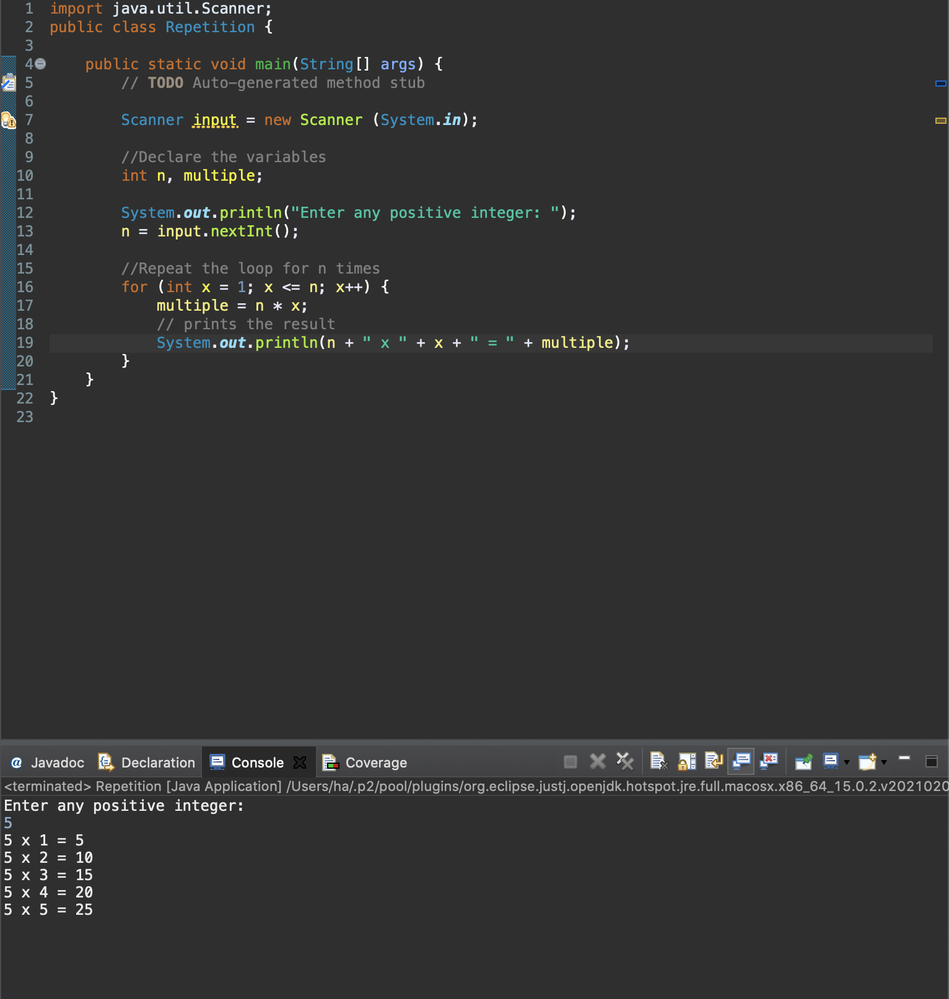 1 import java.util.Scanner;
2 public class Repetition {
3
4 public static void main(String[] args) {
5 // TODO Auto-generated method stub
6
7 Scanner input = new Scanner (System.in);
8
9 //Declare the variables
10 int n, multiple;
11
12 System.out.println("Enter any positive integer: ");
13 n = input.nextInt();
14
15 //Repeat the loop for n times
16 for (int x = 1; x <= n; x++) {
17 multiple = n * x;
18 // prints the result
19 System.out.println(n + " x " + x + " = " + multiple);
20 }
21 }
22 }
23
@ Javadoc Declaration Console Coverage
<terminated> Repetition [Java Application] /Users/ha/.p2/pool/plugins/org.eclipse.justj.openjdk.hotspot.jre.full.macosx.x86_64_15.0.2.v2021020
Enter any positive integer:
5
5 x 1 = 5
5 x 2 = 10
5 x 3 = 15
5 x 4 = 20
5 x 5 = 25